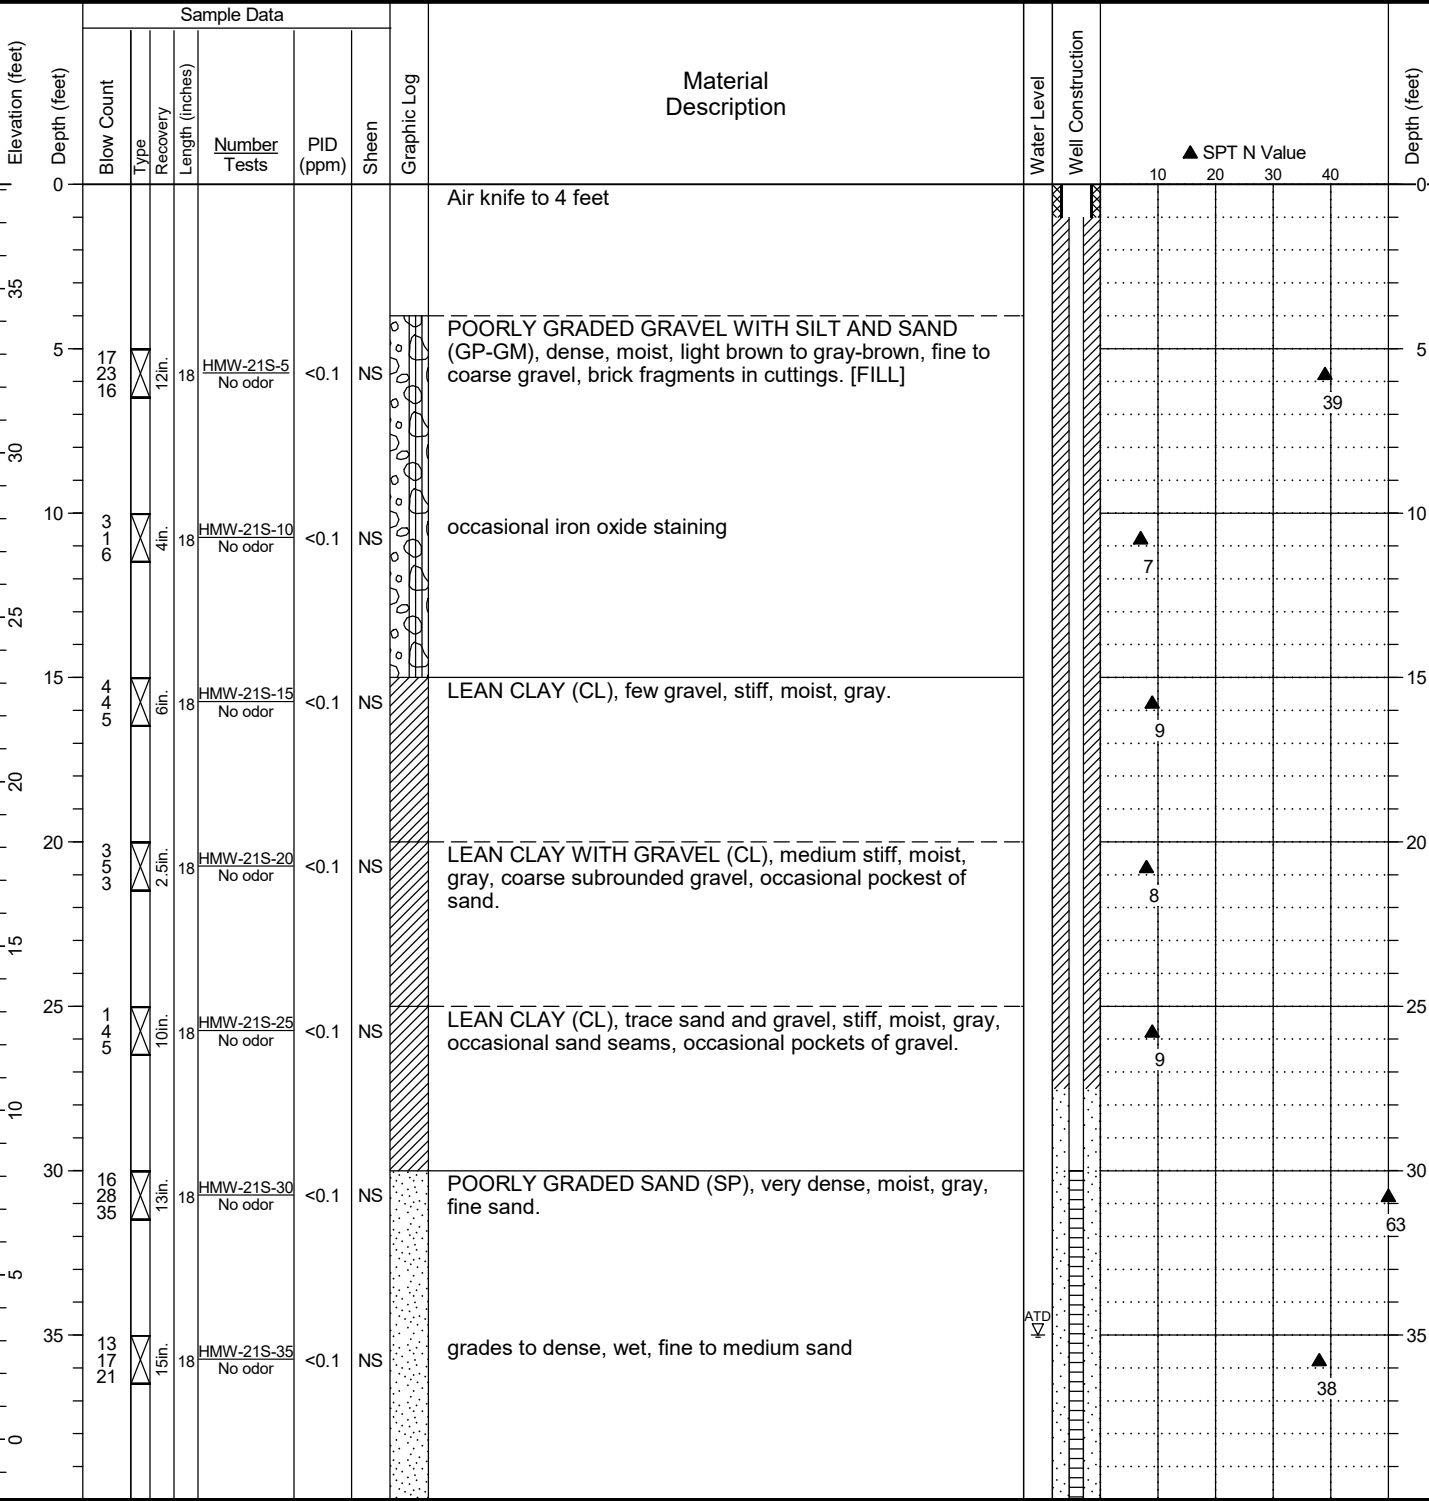 Sample Data
Elevation (feet)
Depth (feet)
Blow Count
Type
Recovery
Length (inches)
Number
Tests
PID
(ppm)
Sheen
Graphic Log
Material
Description
Water Level
Well Construction
▲ SPT N Value
10 20 30 40
Depth (feet)
0
Air knife to 4 feet
0
35
POORLY GRADED GRAVEL WITH SILT AND SAND
(GP-GM), dense, moist, light brown to gray-brown, fine to
coarse gravel, brick fragments in cuttings. [FILL]
5
17
23
16
12in.
18
HMW-21S-5
No odor
<0.1
NS
39
5
30
10
3
1
6
4in.
18
HMW-21S-10
No odor
<0.1
NS
occasional iron oxide staining
7
10
25
15
4
4
5
6in.
18
HMW-21S-15
No odor
<0.1
NS
LEAN CLAY (CL), few gravel, stiff, moist, gray.
9
15
20
20
3
5
3
2.5in.
18
HMW-21S-20
No odor
<0.1
NS
LEAN CLAY WITH GRAVEL (CL), medium stiff, moist,
gray, coarse subrounded gravel, occasional pockest of
sand.
8
20
15
25
1
4
5
10in.
18
HMW-21S-25
No odor
<0.1
NS
LEAN CLAY (CL), trace sand and gravel, stiff, moist, gray,
occasional sand seams, occasional pockets of gravel.
9
25
10
30
16
28
35
13in.
18
HMW-21S-30
No odor
<0.1
NS
POORLY GRADED SAND (SP), very dense, moist, gray,
fine sand.
63
30
5
35
13
17
21
15in.
18
HMW-21S-35
No odor
<0.1
NS
grades to dense, wet, fine to medium sand
ATD
38
35
0